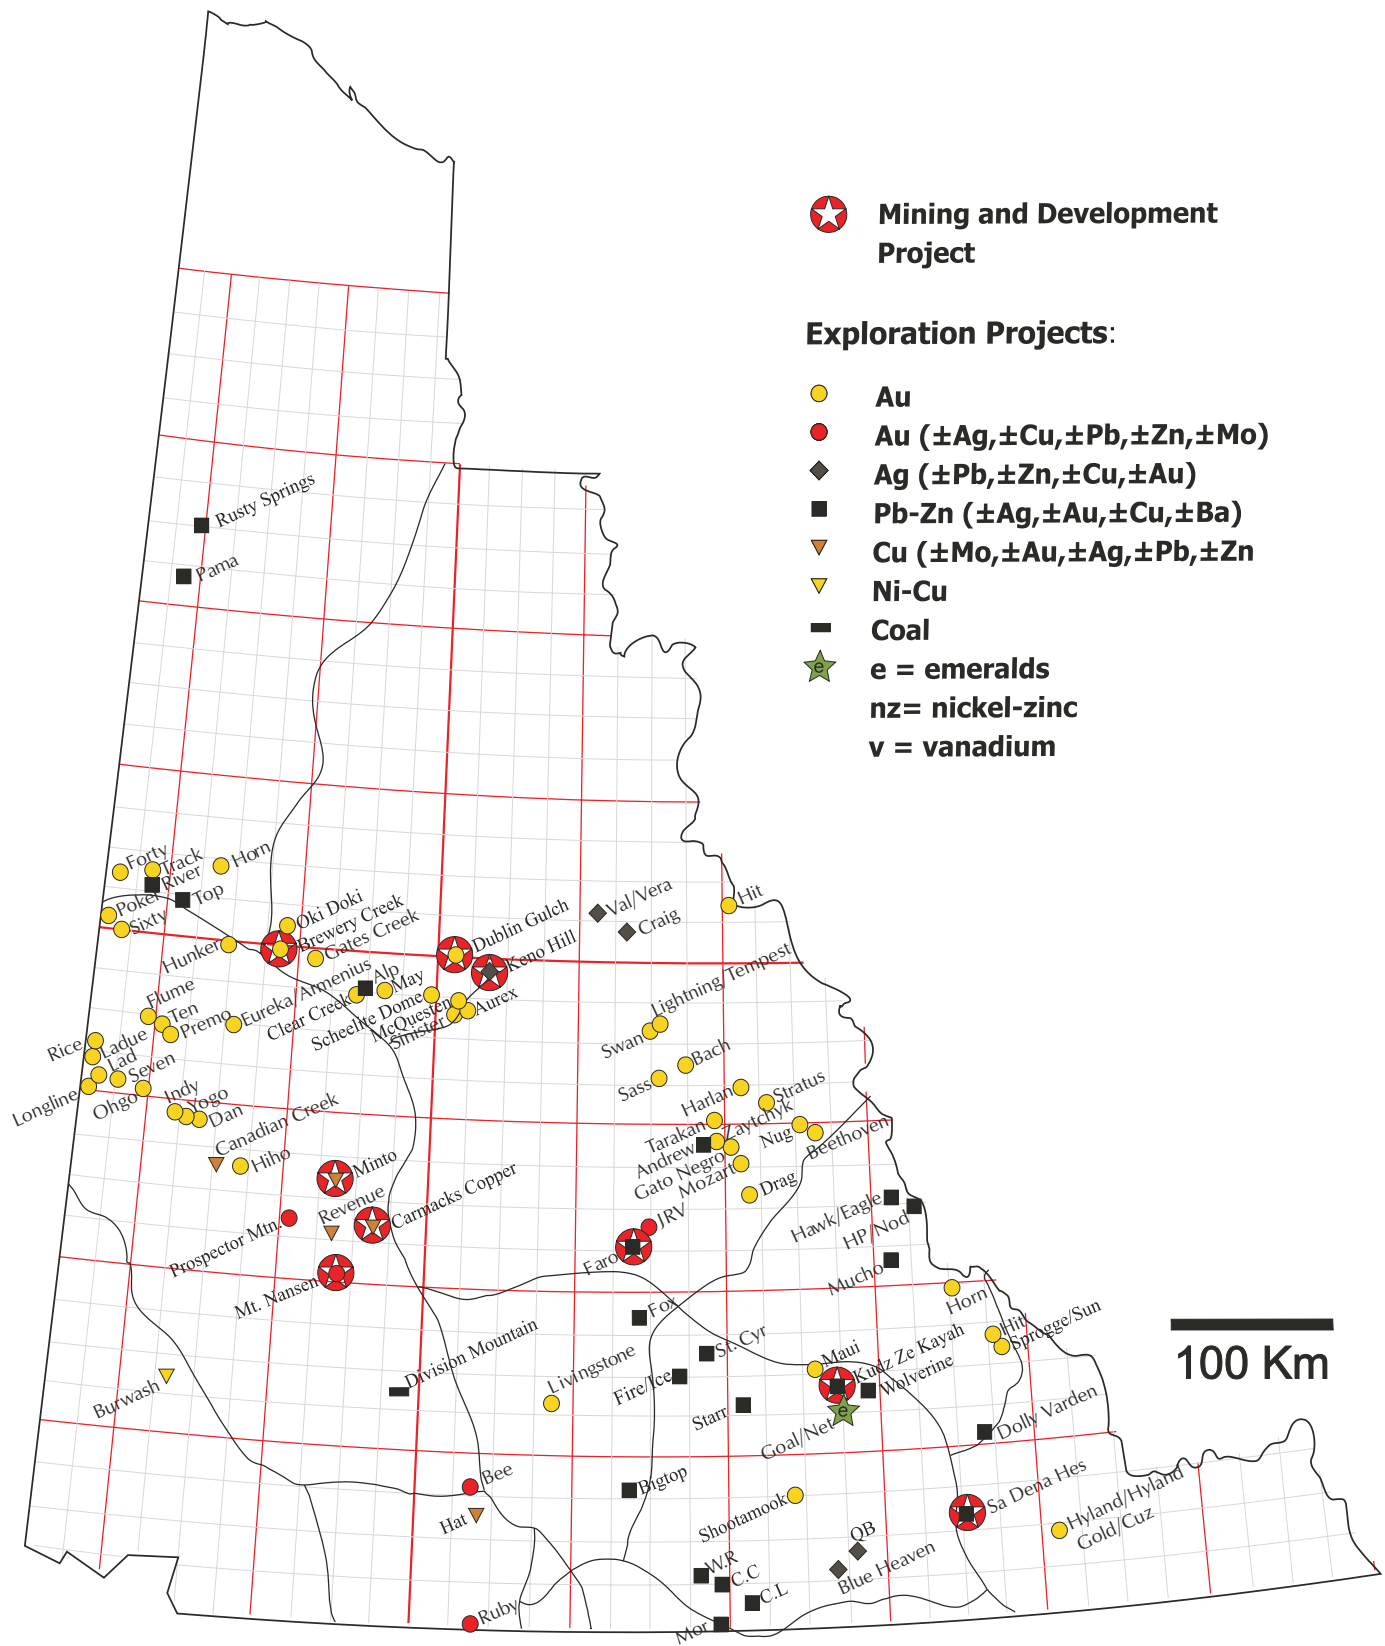 Mining and Development
Project
Exploration Projects:
Au
Au (±Ag,±Cu,±Pb,±Zn,±Mo)
Ag (±Pb,±Zn,±Cu,±Au)
Pb-Zn (±Ag,±Au,±Cu,±Ba)
Cu (±Mo,±Au,±Ag,±Pb,±Zn
Ni-Cu
Coal
e
e = emeralds
nz= nickel-zinc
v = vanadium
Rusty Springs
Pama
Forty
Track
River
Horn
Top
Poker
Sixty
Hunker
Oki Doki
Brewery Creek
Gates Creek
Dublin Gulch
Keno Hill
Val/Vera
Craig
Hit
Flume
Ten
Premo
Eureka/Armenius
Clear Creek
Alp
May
Scheelite Dome
McQuesten
Sinister
Aurex
Lightning/Tempest
Swan
Rice
Ladue
Lad
Seven
Longline
Ohgo
Indy
Yogo
Dan
Sass
Bach
Harlan
Stratus
Tarakan
Zaytchyk
Andrew
Gato Negro
Mozart
Nug
Beethoven
Drag
Canadian Creek
Hiho
Minto
Revenue
Carmacks Copper
Prospector Mtn.
Mt. Nansen
JRV
Faro
Hawk/Eagle
HP/Nod
Mucho
Horn
Hit/
Sprogge/Sun
Fox
St. Cyr
Fire/Ice
Starr
Maui
Kudz Ze Kayah
Wolverine
e
Goal/Net
Division Mountain
Livingstone
Burwash
Dolly Varden
100 Km
Bee
Hat
Bigtop
Shootamook
Sa Dena Hes
Hyland/Hyland
Gold/Cuz
QB
Blue Heaven
W.R
C.C
C.L
Mor
Ruby